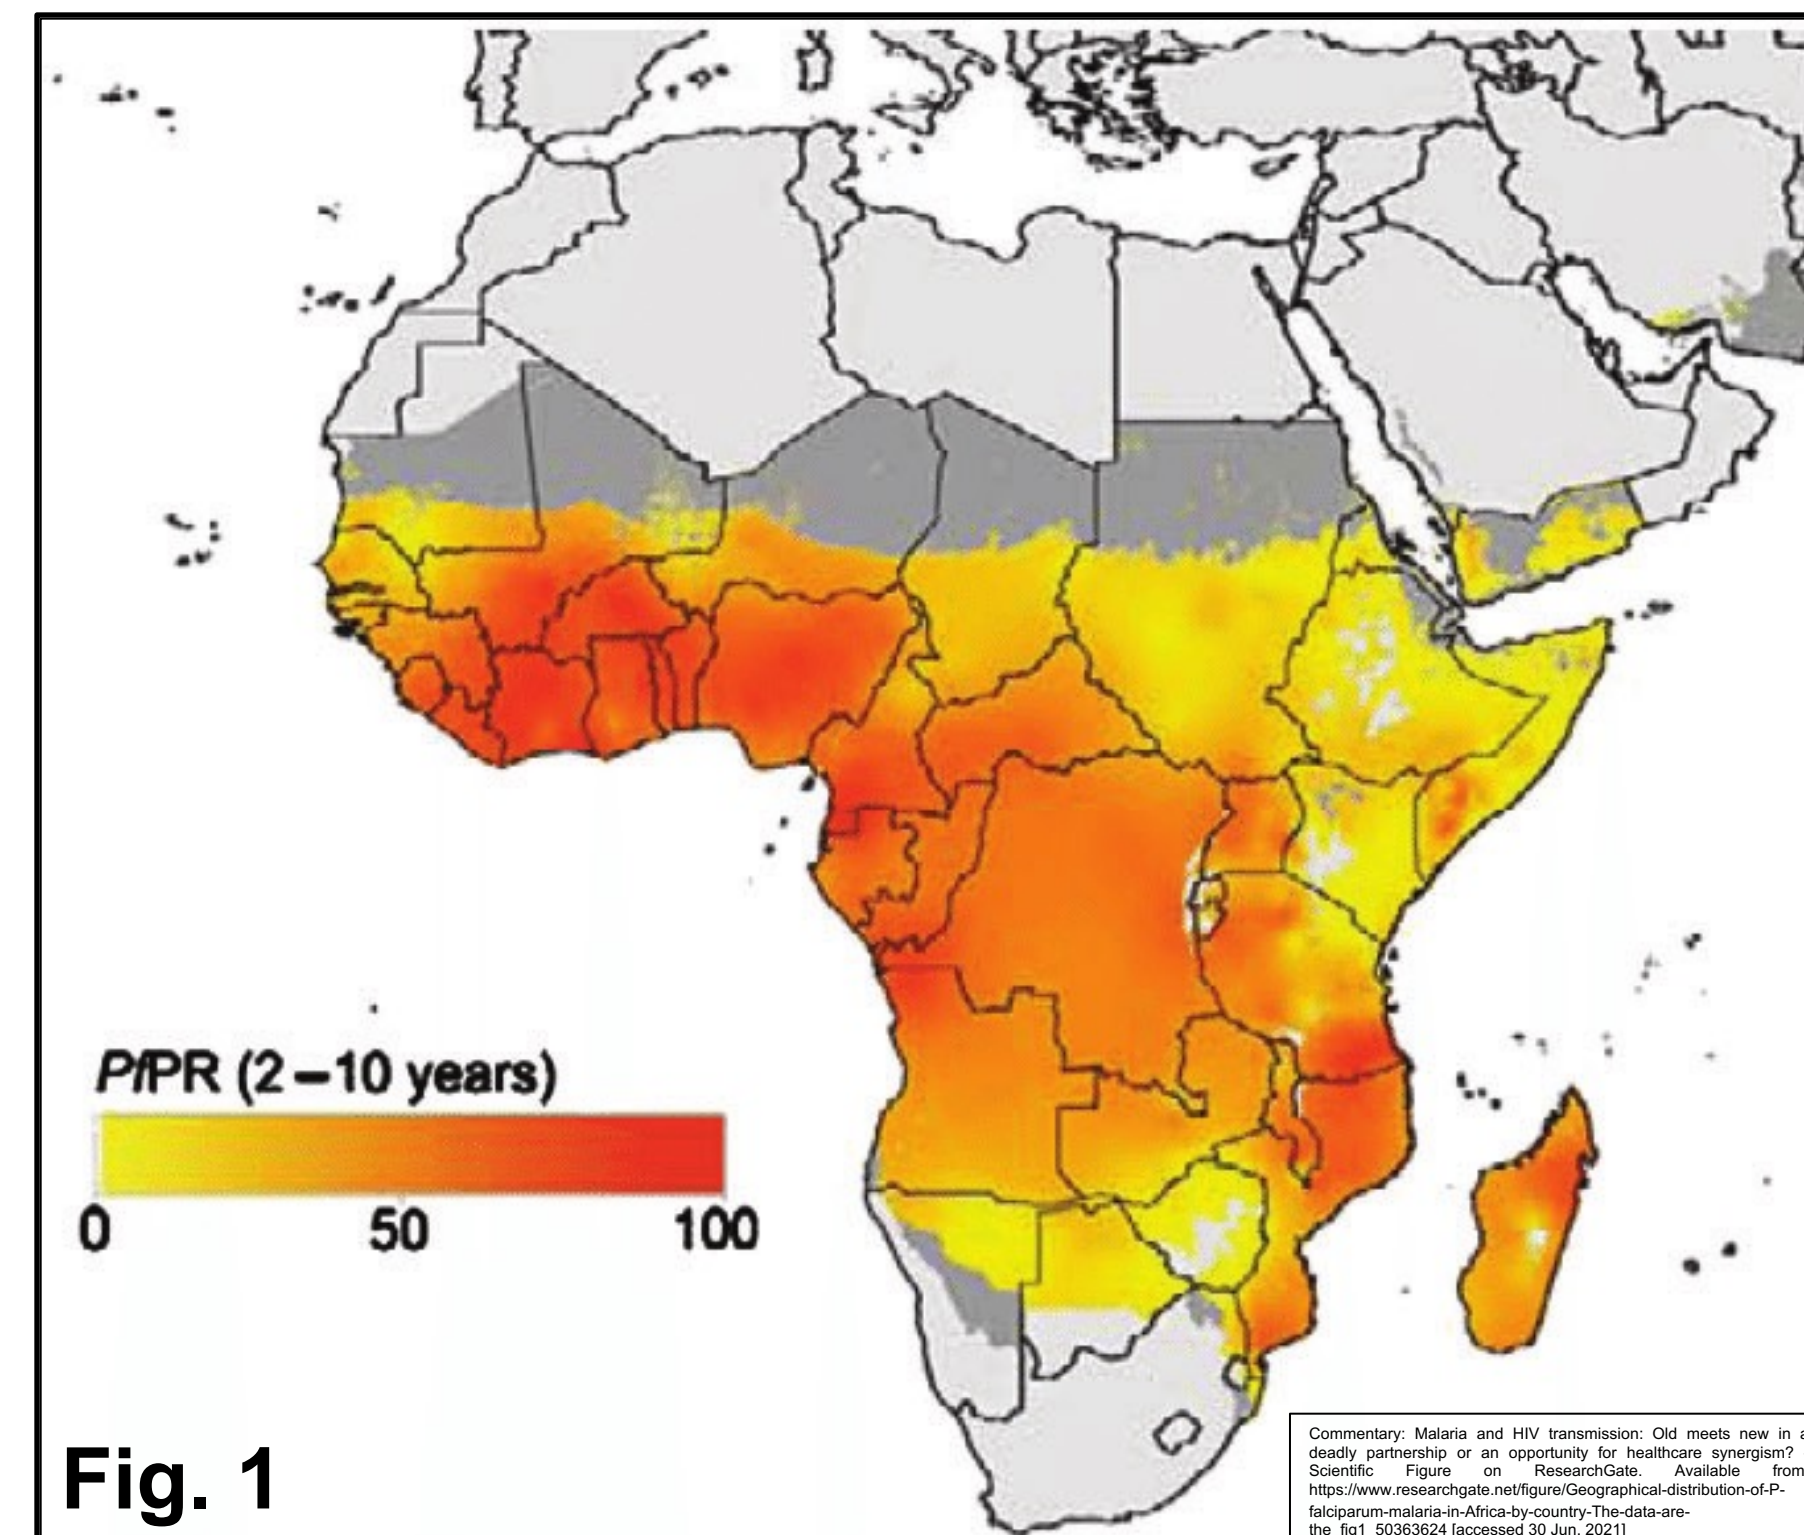 PfPR (2–10 years)
0 50 100
Fig. 1
Commentary: Malaria and HIV transmission: Old meets new in a
deadly partnership or an opportunity for healthcare synergism?
Scientific Figure on ResearchGate. Available from
https://www.researchgate.net/figure/Geographical-distribution-of-P-
falciparum-malaria-in-Africa-by-country-The-data-are-
the_fig1_50363624 [accessed 30 Jun, 2021]